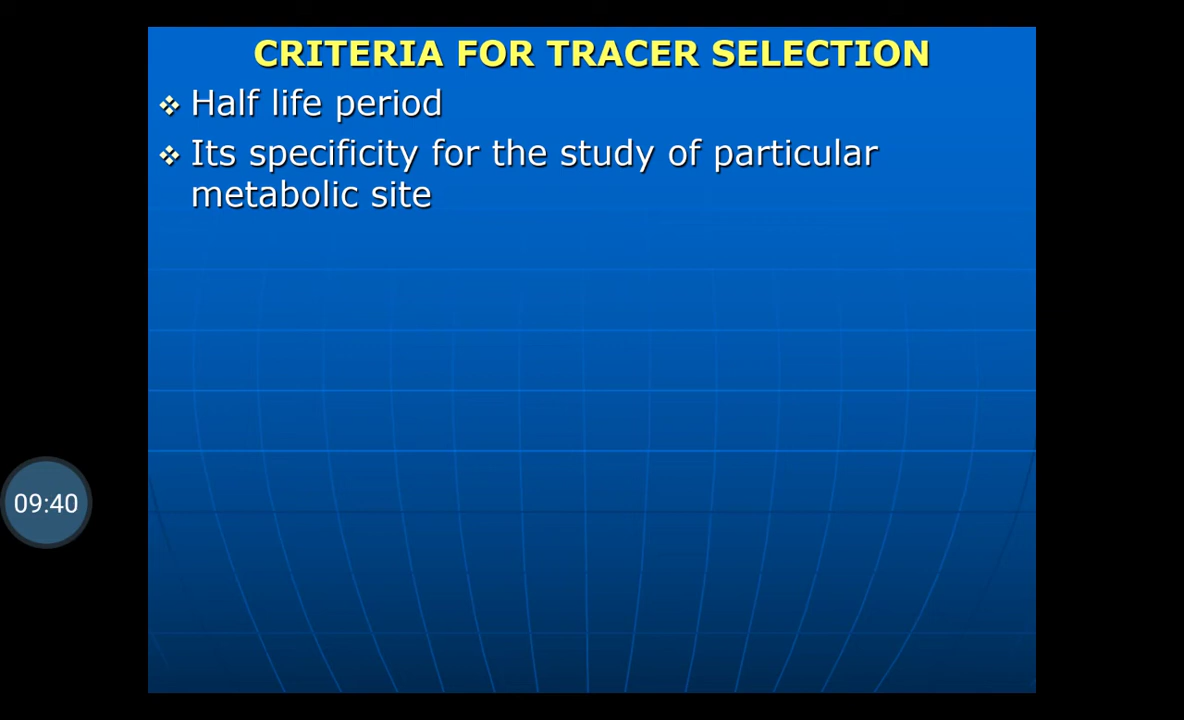 CRITERIA FOR TRACER SELECTION
❖ Half life period
❖ Its specificity for the study of particular
metabolic site
09:40